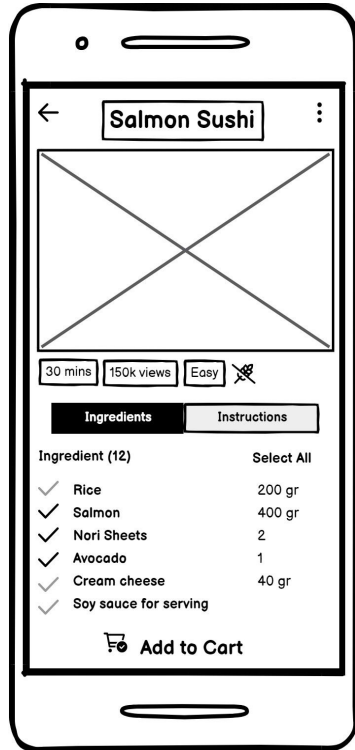 Salmon Sushi
30 mins 150k views Easy
Ingredients Instructions
Ingredient (12) Select All
Rice 200 gr
Salmon 400 gr
Nori Sheets 2
Avocado 1
Cream cheese 40 gr
Soy sauce for serving
Add to Cart